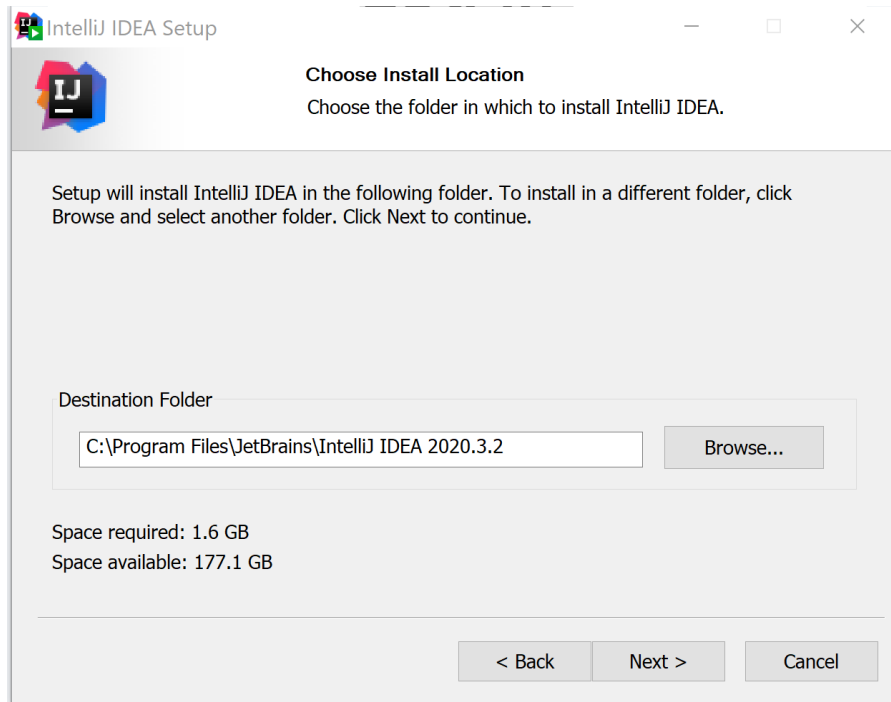 IntelliJ IDEA Setup
IJ
Choose Install Location
Choose the folder in which to install IntelliJ IDEA.
Setup will install IntelliJ IDEA in the following folder. To install in a different folder, click
Browse and select another folder. Click Next to continue.
Destination Folder
C:\Program Files\JetBrains\IntelliJ IDEA 2020.3.2
Browse...
Space required: 1.6 GB
Space available: 177.1 GB
< Back
Next >
Cancel